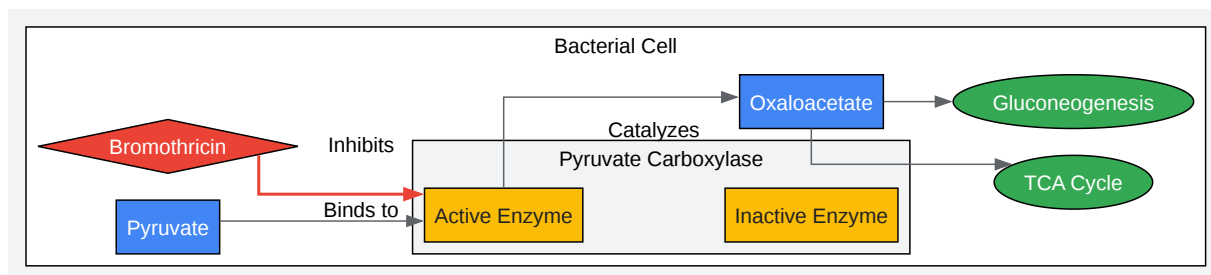 Bacterial Cell
Oxaloacetate
Gluconeogenesis
Catalyzes
Bromothricin
Inhibits
Pyruvate Carboxylase
TCA Cycle
Binds to
Active Enzyme
Inactive Enzyme
Pyruvate